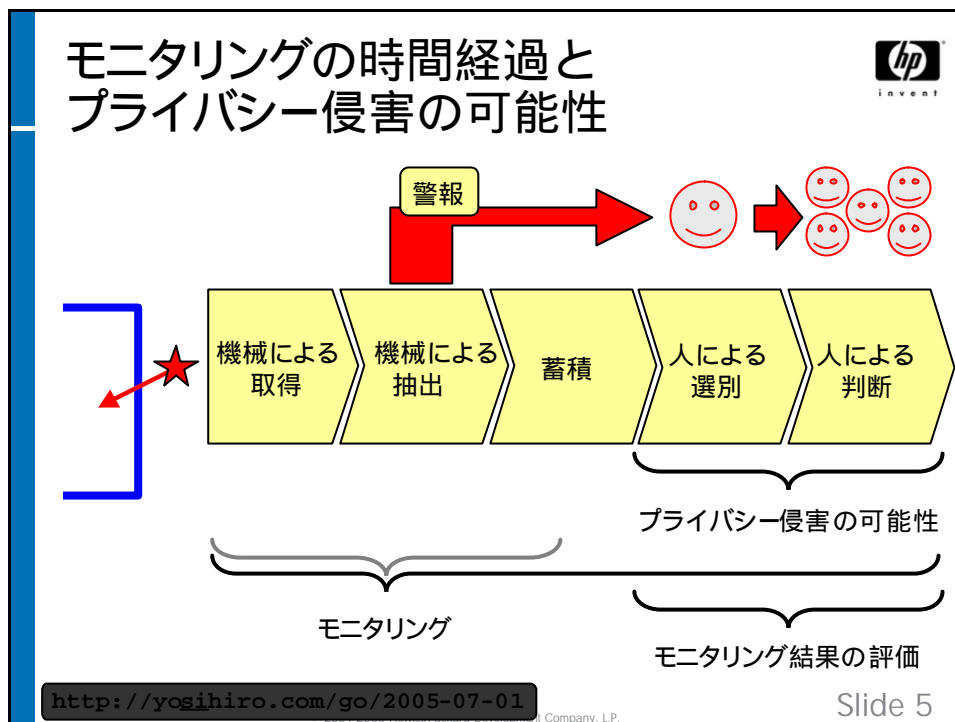 モニタリングの時間経過と
プライバシー侵害の可能性
hp
invent
警報
機械による
取得
機械による
抽出
蓄積
人による
選別
人による
判断
プライバシー侵害の可能性
モニタリング
モニタリング結果の評価
http://yosihiro.com/go/2005-07-01
Company, L.P.
Slide 5